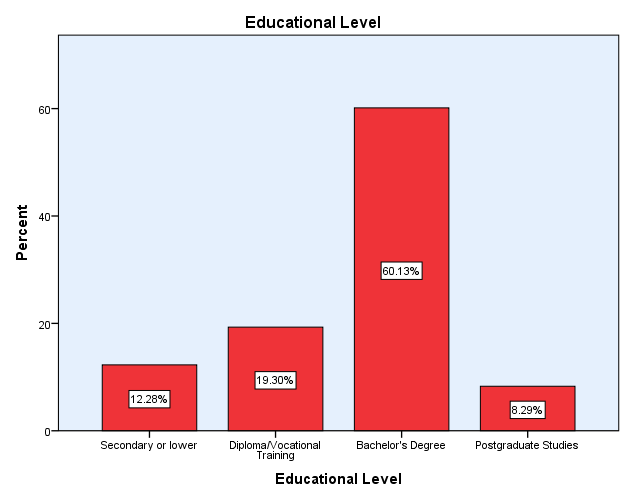 Educational Level
Percent
60
40
20
0
12.28%
19.30%
60.13%
8.29%
Secondary or lower
Diploma/Vocational
Training
Bachelor's Degree
Postgraduate Studies
Educational Level